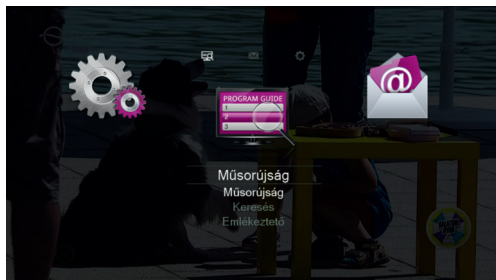 PROGRAM GUIDE
1
2
3
@
Műsorújság
Műsorújság
Keresés
Emlékeztető